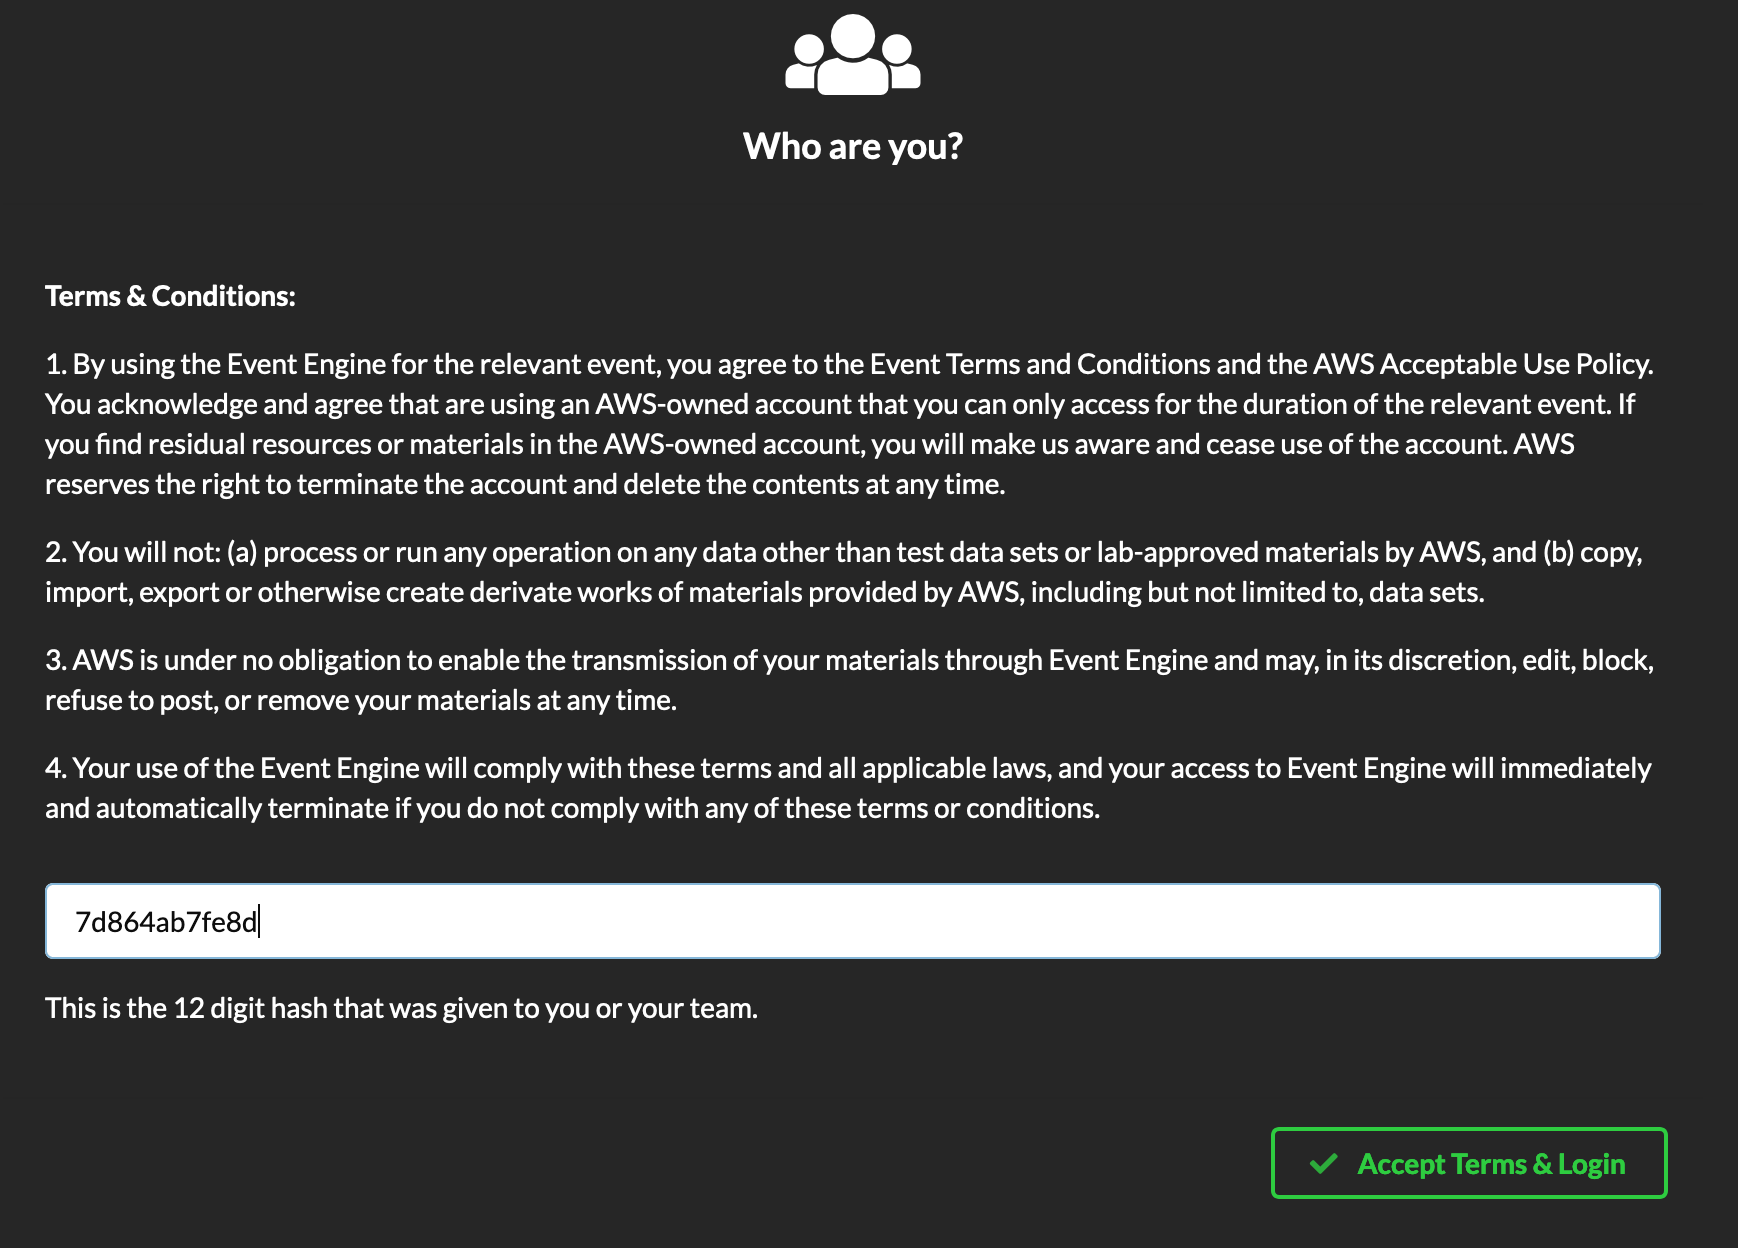 Who are you?
Terms & Conditions:
1. By using the Event Engine for the relevant event, you agree to the Event Terms and Conditions and the AWS Acceptable Use Policy.
You acknowledge and agree that are using an AWS-owned account that you can only access for the duration of the relevant event. If
you find residual resources or materials in the AWS-owned account, you will make us aware and cease use of the account. AWS
reserves the right to terminate the account and delete the contents at any time.
2. You will not: (a) process or run any operation on any data other than test data sets or lab-approved materials by AWS, and (b) copy,
import, export or otherwise create derivate works of materials provided by AWS, including but not limited to, data sets.
3. AWS is under no obligation to enable the transmission of your materials through Event Engine and may, in its discretion, edit, block,
refuse to post, or remove your materials at any time.
4. Your use of the Event Engine will comply with these terms and all applicable laws, and your access to Event Engine will immediately
and automatically terminate if you do not comply with any of these terms or conditions.
7d864ab7fe8d
This is the 12 digit hash that was given to you or your team.
Accept Terms & Login